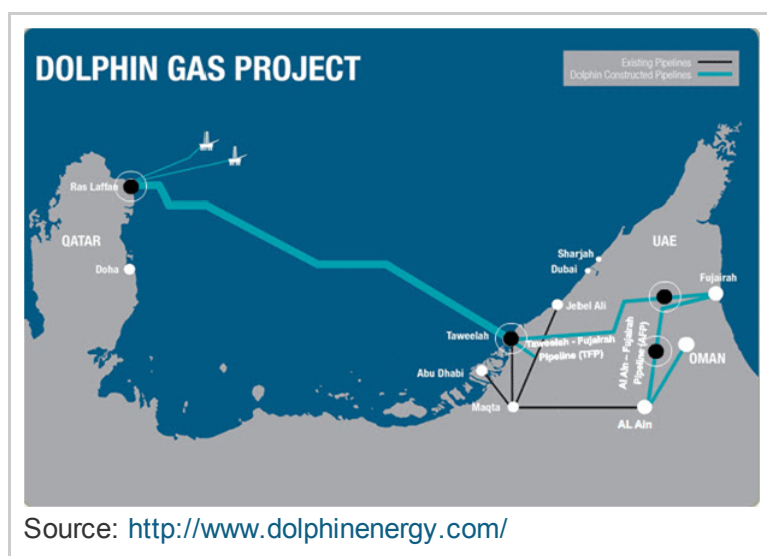 DOLPHIN GAS PROJECT
Existing Pipelines
Dolphin Constructed Pipelines
Ras Laffan
QATAR
Doha
Sharjah
Dubai
UAE
Fujairah
Jebel Ali
Taweelah
Taweelah - Fujairah
Pipeline (TFP)
Al Ain – Fujairah
Pipeline (AFP)
OMAN
Abu Dhabi
Maqta
AL Ain
Source: http://www.dolphinenergy.com/